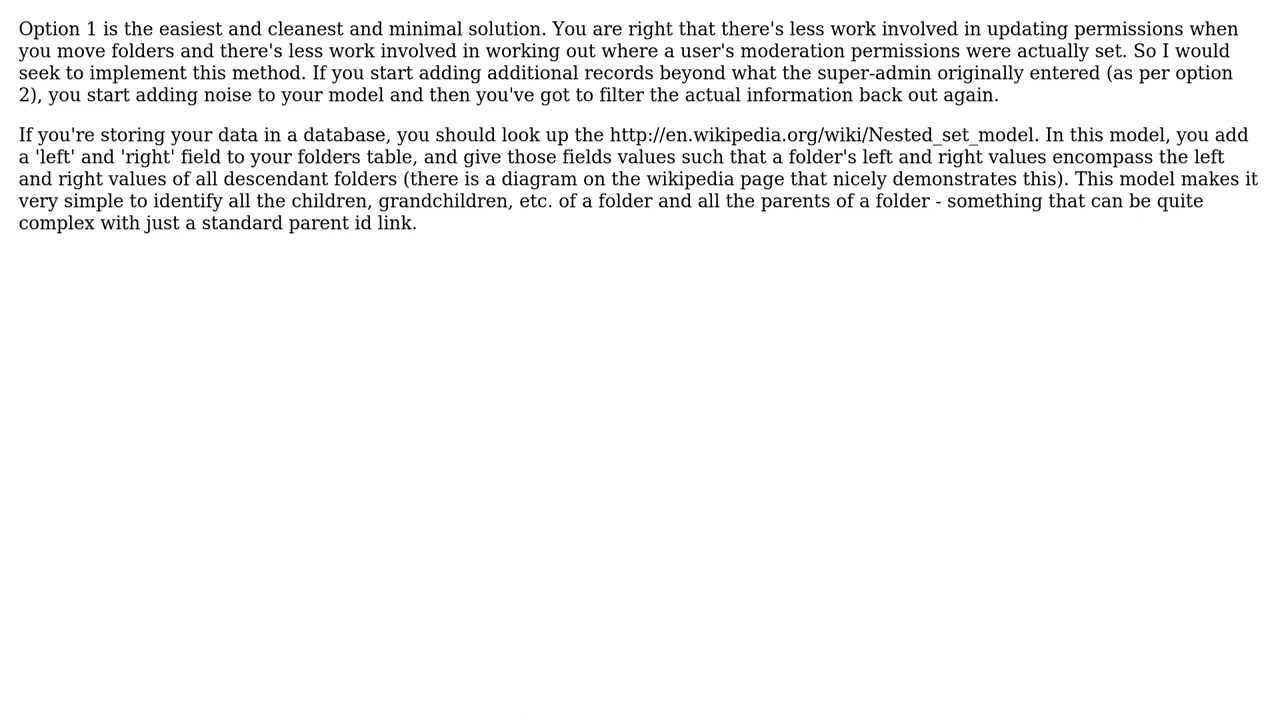 Option 1 is the easiest and cleanest and minimal solution. You are right that there's less work involved in updating permissions when
you move folders and there's less work involved in working out where a user's moderation permissions were actually set. So I would
seek to implement this method. If you start adding additional records beyond what the super-admin originally entered (as per option
2), you start adding noise to your model and then you've got to filter the actual information back out again.
If you're storing your data in a database, you should look up the http://en.wikipedia.org/wiki/Nested_set_model. In this model, you add
a 'left' and 'right' field to your folders table, and give those fields values such that a folder's left and right values encompass the left
and right values of all descendant folders (there is a diagram on the wikipedia page that nicely demonstrates this). This model makes it
very simple to identify all the children, grandchildren, etc. of a folder and all the parents of a folder - something that can be quite
complex with just a standard parent id link.